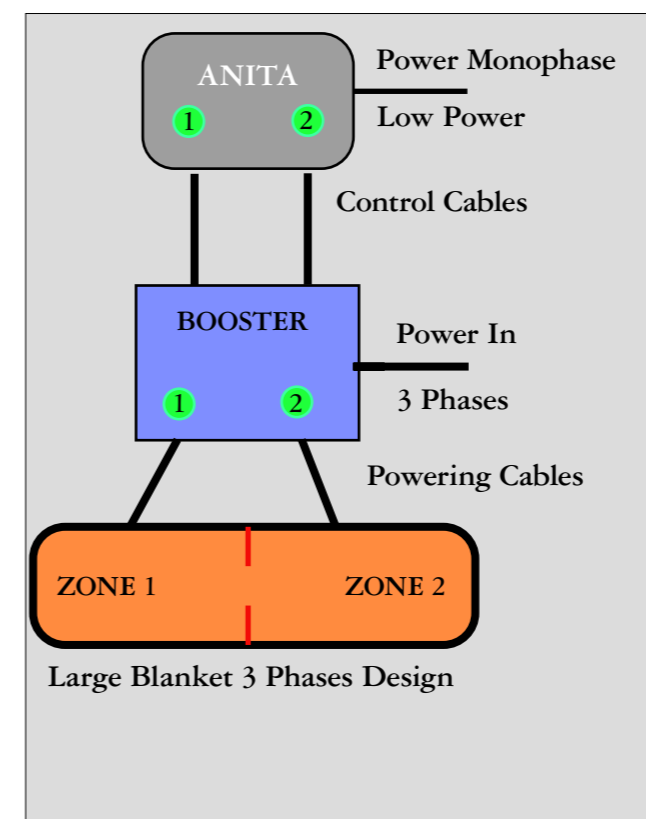 ANITA
Power Monophase
1
2
Low Power
Control Cables
BOOSTER
Power In
1
2
3 Phases
Powering Cables
ZONE 1
ZONE 2
Large Blanket 3 Phases Design